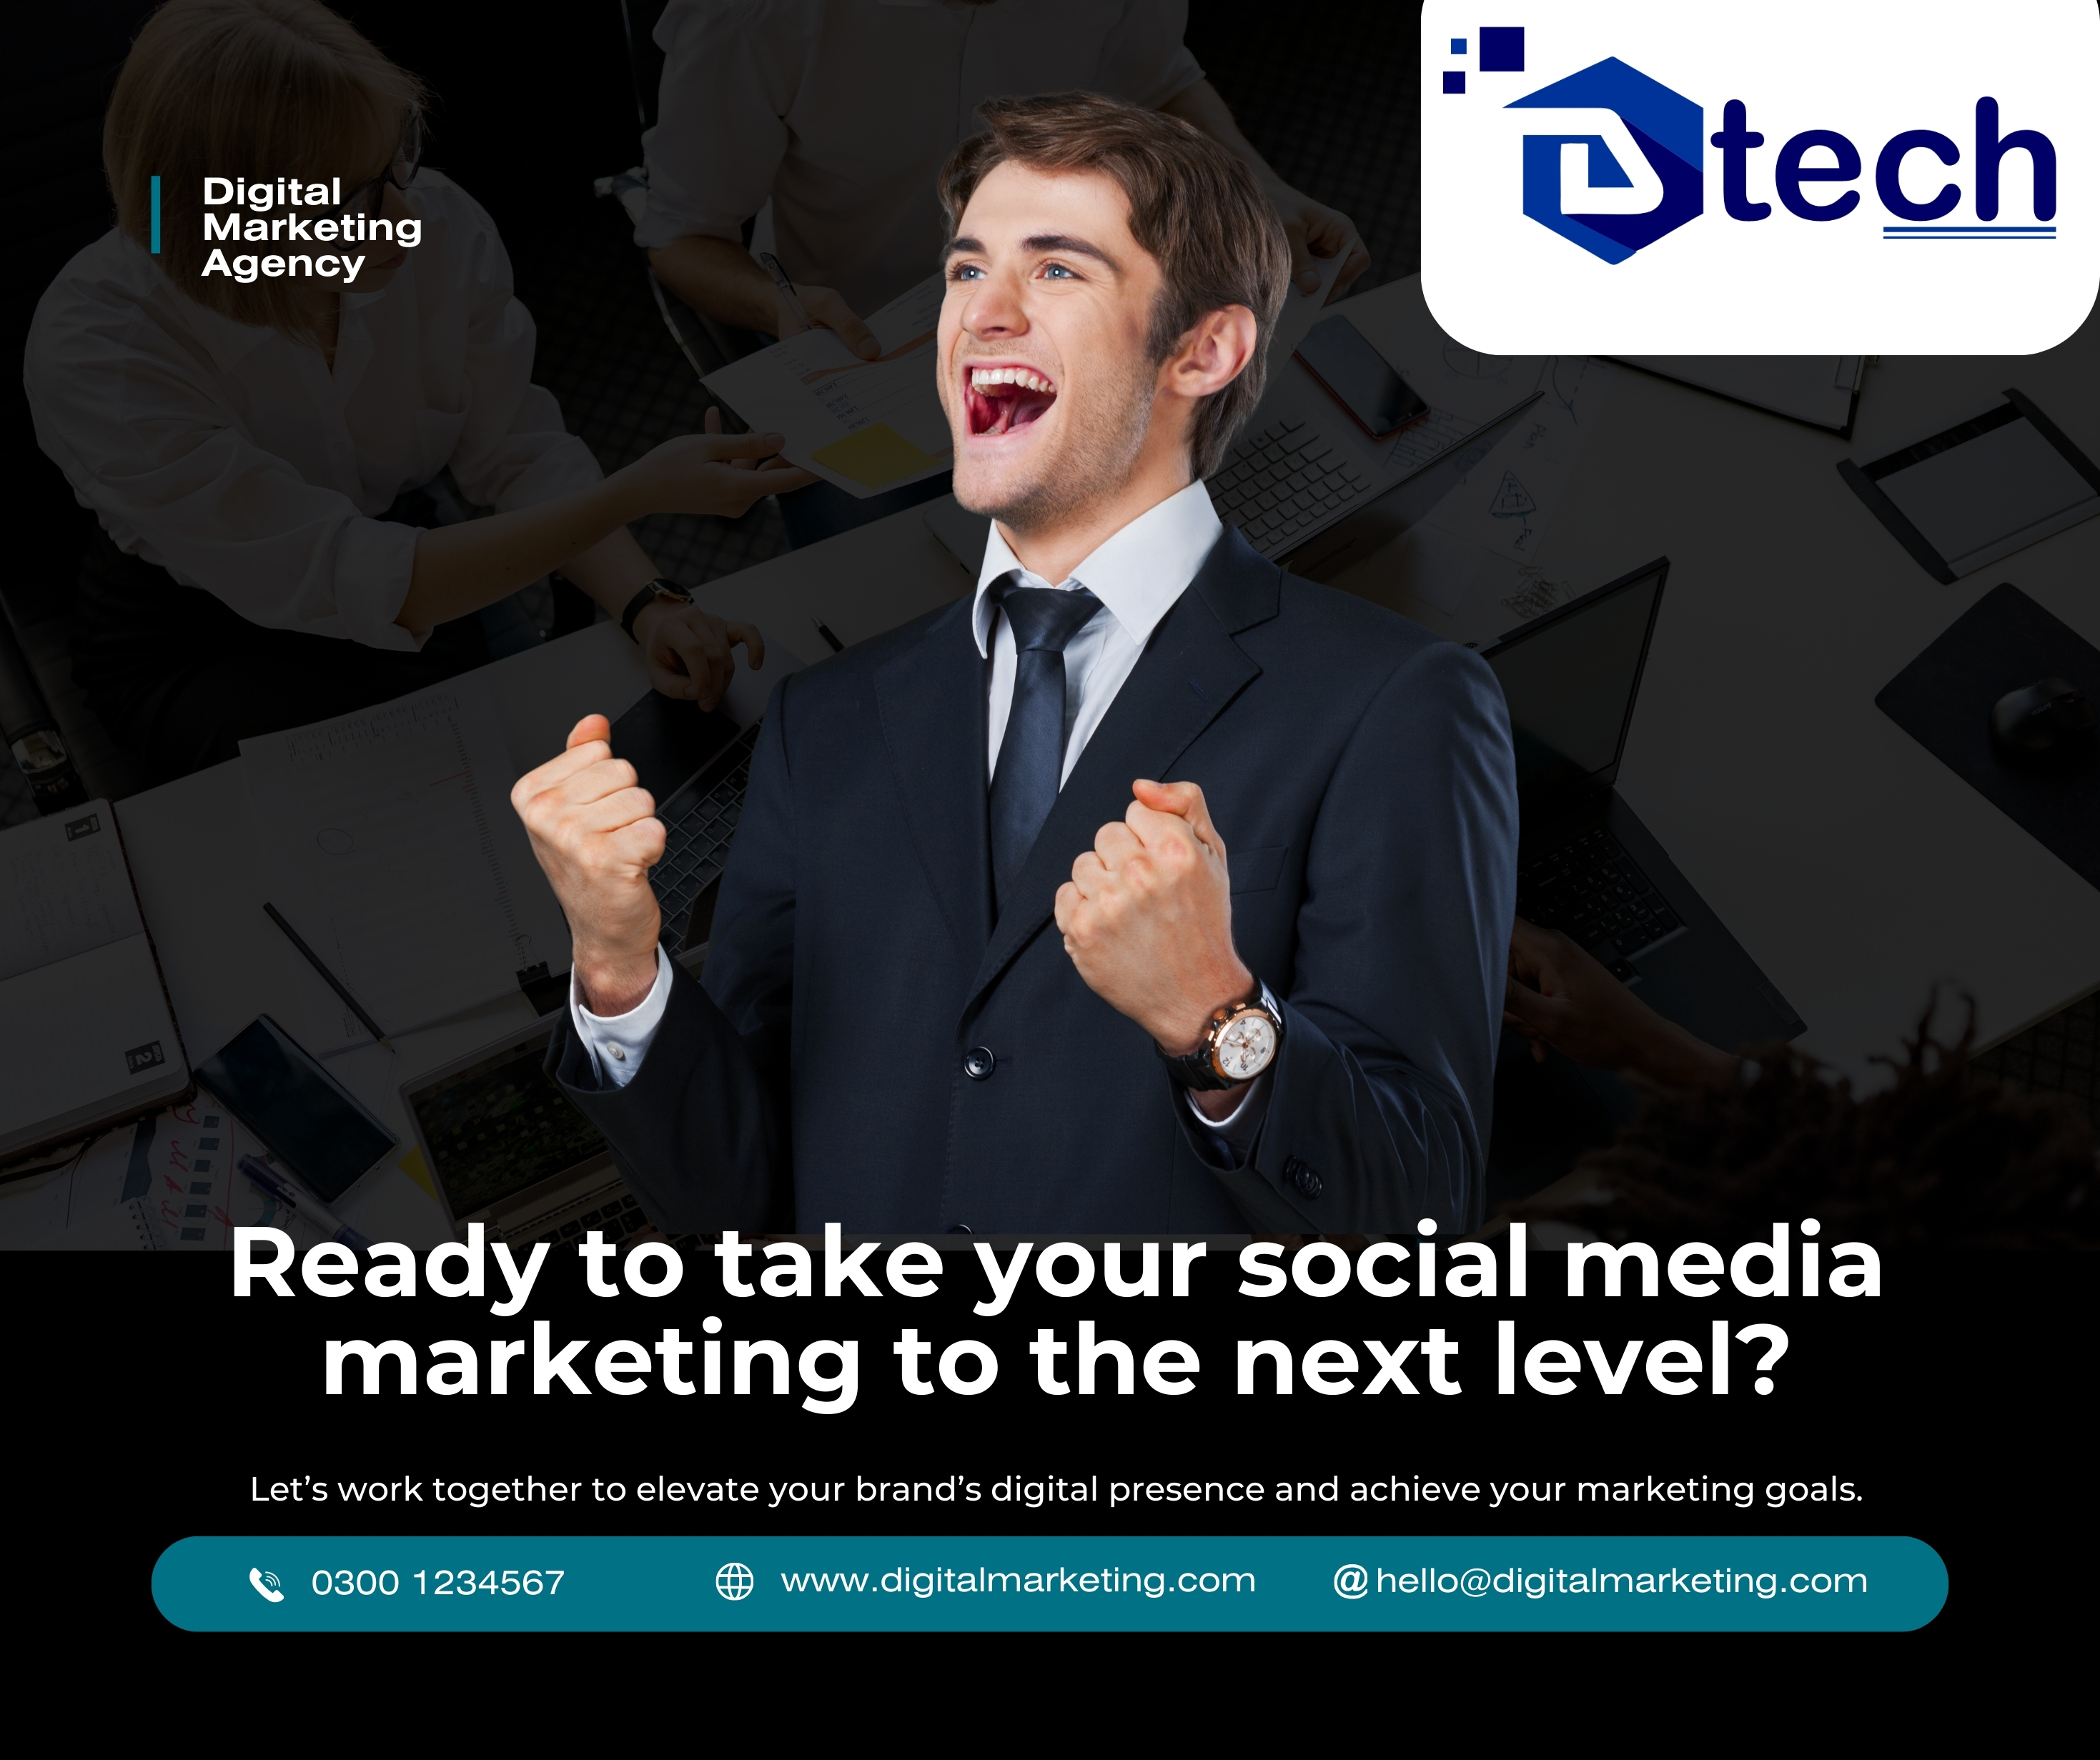 Digital
Marketing
Agency
Dtech
Ready to take your social media
marketing to the next level?
Let’s work together to elevate your brand’s digital presence and achieve your marketing goals.
0300 1234567
www.digitalmarketing.com
@hello@digitalmarketing.com